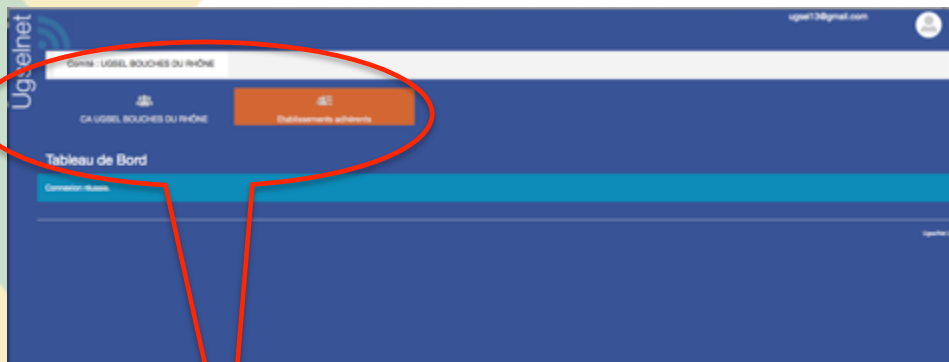 Ugselnet
ugsel13@gmail.com
Comité : UGSEL BOUCHES DU RHÔNE
CA UGSEL BOUCHES DU RHÔNE
Etablissements adhérents
Tableau de Bord
Connexion réussie.